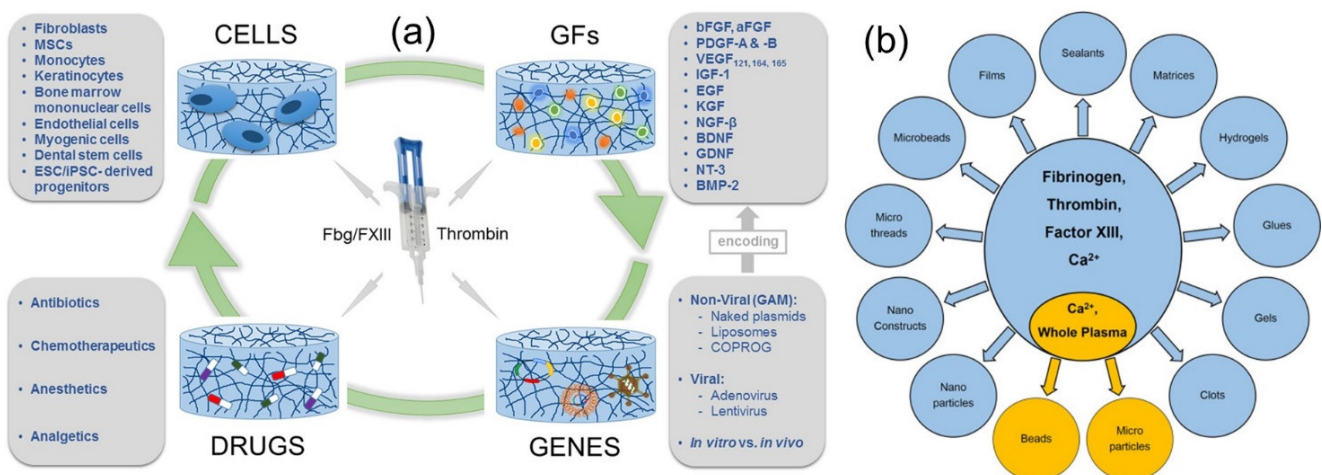 (a)
CELLS
• Fibroblasts
• MSCs
• Monocytes
• Keratinocytes
• Bone marrow
mononuclear cells
• Endothelial cells
• Myogenic cells
• Dental stem cells
• ESC/iPSC- derived
progenitors
GFs
• bFGF, aFGF
• PDGF-A & -B
• VEGF121, 164, 165
• IGF-1
• EGF
• KGF
• NGF-β
• BDNF
• GDNF
• NT-3
• BMP-2
Fbg/FXIII
Thrombin
encoding
• Antibiotics
• Chemotherapeutics
• Anesthetics
• Analgetics
DRUGS
GENES
• Non-Viral (GAM):
- Naked plasmids
- Liposomes
- COPROG
• Viral:
- Adenovirus
- Lentivirus
• In vitro vs. in vivo
(b)
Sealants
Matrices
Hydrogels
Glues
Gels
Clots
Micro
particles
Beads
Nano
particles
Nano
Constructs
Micro
threads
Microbeads
Films
Fibrinogen,
Thrombin,
Factor XIII,
Ca²⁺
Ca²⁺,
Whole Plasma